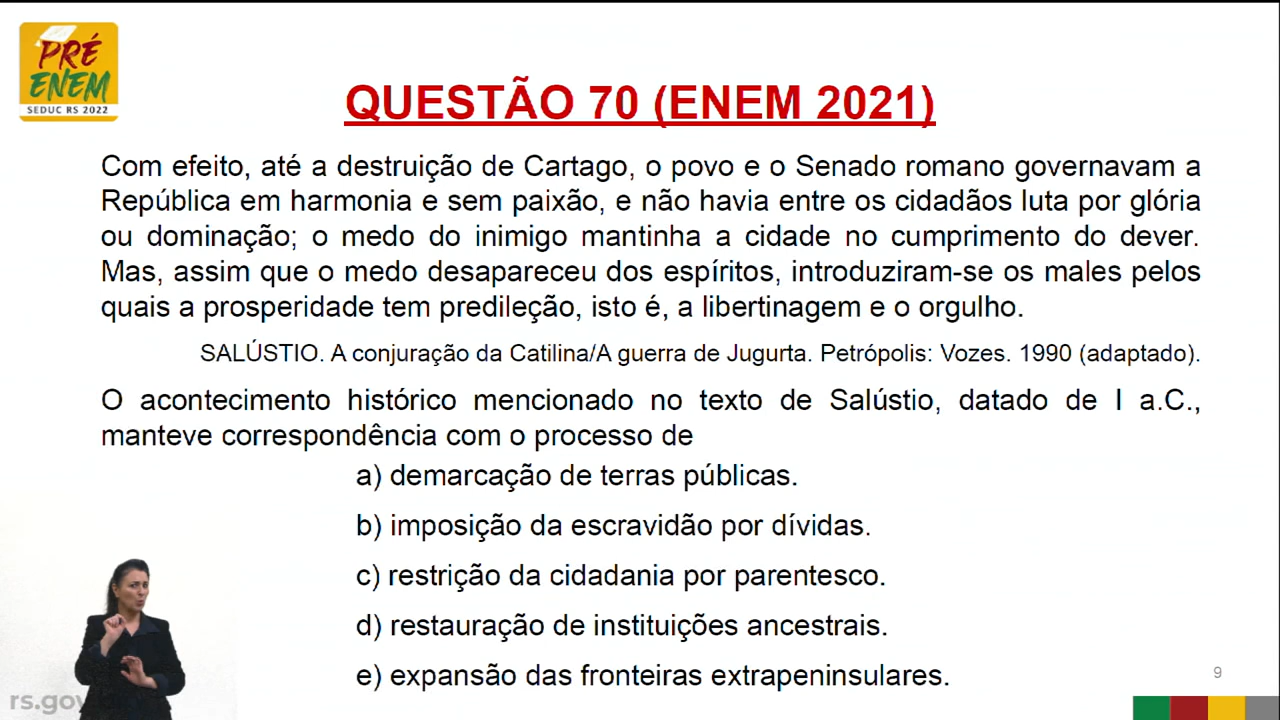 PRÉ
ENEM
SEDUC RS 2022
QUESTÃO 70 (ENEM 2021)
Com efeito, até a destruição de Cartago, o povo e o Senado romano governavam a
República em harmonia e sem paixão, e não havia entre os cidadãos luta por glória
ou dominação; o medo do inimigo mantinha a cidade no cumprimento do dever.
Mas, assim que o medo desapareceu dos espíritos, introduziram-se os males pelos
quais a prosperidade tem predileção, isto é, a libertinagem e o orgulho.
SALÚSTIO. A conjuração da Catilina/A guerra de Jugurta. Petrópolis: Vozes. 1990 (adaptado).
O acontecimento histórico mencionado no texto de Salústio, datado de I a.C.,
manteve correspondência com o processo de
a) demarcação de terras públicas.
b) imposição da escravidão por dívidas.
c) restrição da cidadania por parentesco.
d) restauração de instituições ancestrais.
e) expansão das fronteiras extrapeninsulares.
9
rs.gov